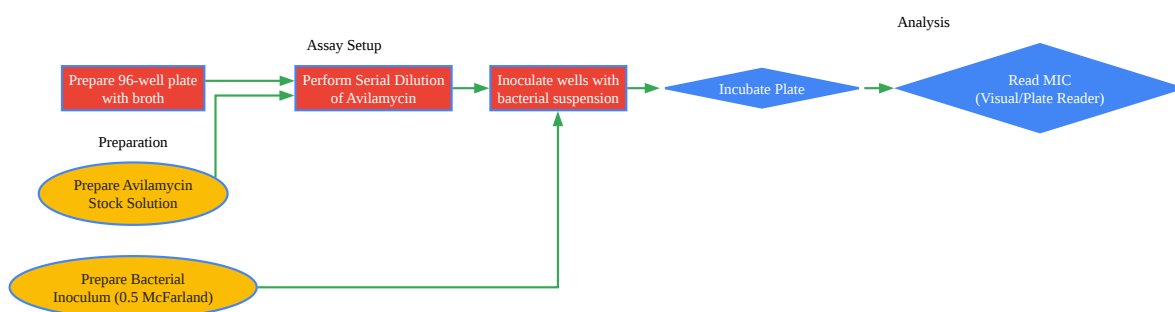 Analysis
Assay Setup
Prepare 96-well plate
with broth
Perform Serial Dilution
of Avilamycin
Inoculate wells with
bacterial suspension
Incubate Plate
Read MIC
(Visual/Plate Reader)
Preparation
Prepare Avilamycin
Stock Solution
Prepare Bacterial
Inoculum (0.5 McFarland)